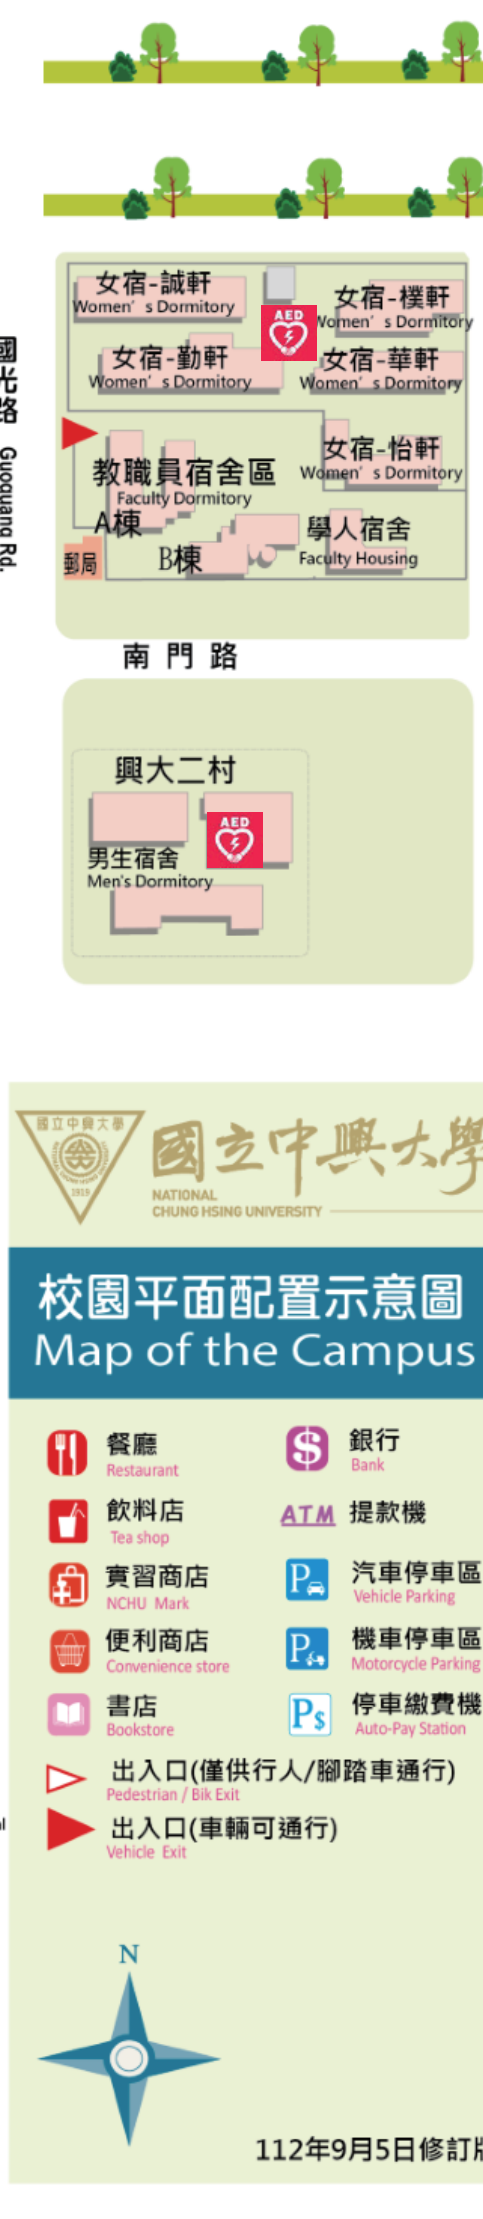 女宿-誠軒
Women's Dormitory
AED
女宿-樸軒
Women's Dormitory
女宿-勤軒
Women's Dormitory
女宿-華軒
Women's Dormitory
國光路 Guoguang Rd.
女宿-怡軒
Women's Dormitory
教職員宿舍區
Faculty Dormitory
A棟
B棟
學人宿舍
Faculty Housing
郵局
南門路
興大二村
AED
男生宿舍
Men's Dormitory
國立中興大學
1919
國立中興大學
NATIONAL
CHUNG HSING UNIVERSITY
校園平面配置示意圖
Map of the Campus
餐廳
Restaurant
銀行
Bank
飲料店
Tea shop
ATM 提款機
實習商店
NCHU Mark
汽車停車區
Vehicle Parking
便利商店
Convenience store
機車停車區
Motorcycle Parking
書店
Bookstore
停車繳費機
Auto-Pay Station
出入口(僅供行人/腳踏車通行)
Pedestrian / Bik Exit
出入口(車輛可通行)
Vehicle Exit
N
112年9月5日修訂版